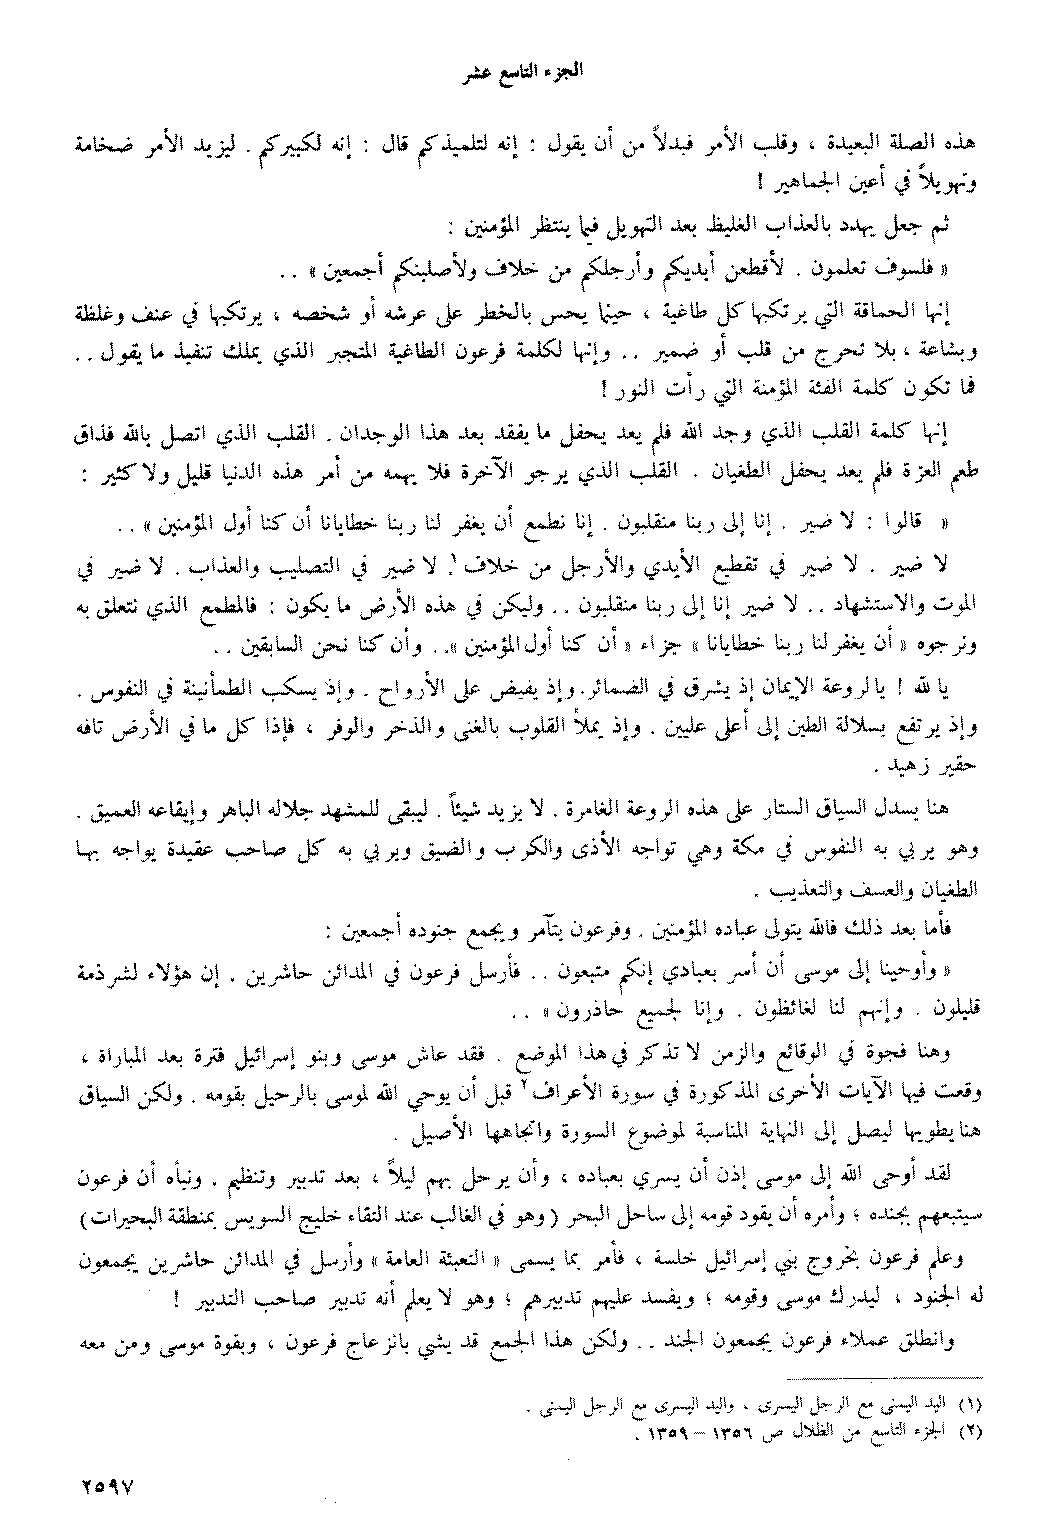 الجزء التاسع عشر
هذه الصلة البعيدة ، وقلب الأمر فبدلاً من أن يقول : إنه لتلميذكم قال : إنه لكبيركم . ليزيد الأمر ضخامة
وتهويلاً في أعين الجماهير !
ثم جعل يهدد بالعذاب الغليظ بعد التهويل فيما ينتظر المؤمنين :
« فلسوف تعلمون . لأقطعن أيديكم وأرجلكم من خلاف ولأصلبنكم أجمعين » ..
إنها الحماقة التي يرتكبها كل طاغية ، حينما يحس بالخطر على عرشه أو شخصه ، يرتكبها في عنف وغلظة
وبشاعة ، بلا تحرج من قلب أو ضمير .. وإنها لكلمة فرعون الطاغية المتجبر الذي يملك تنفيذ ما يقول ..
فما تكون كلمة الفئة المؤمنة التي رأت النور !
إنها كلمة القلب الذي وجد الله فلم يعد يحفل ما يفقد بعد هذا الوجدان . القلب الذي اتصل بالله فذاق
طعم العزة فلم يعد يحفل الطغيان . القلب الذي يرجو الآخرة فلا يهمه من أمر هذه الدنيا قليل ولا كثير :
« قالوا : لا ضير . إنا إلى ربنا منقلبون . إنا نطمع أن يغفر لنا ربنا خطايانا أن كنا أول المؤمنين » ..
لا ضير . لا ضير في تقطيع الأيدي والأرجل من خلاف ١. لا ضير في التصليب والعذاب . لا ضير في
الموت والاستشهاد .. لا ضير إنا إلى ربنا منقلبون .. وليكن في هذه الأرض ما يكون : فالمطمع الذي نتعلق به
ونرجوه « أن يغفر لنا ربنا خطايانا » جزاء « أن كنا أول المؤمنين ».. وأن كنا نحن السابقين ..
يا لله ! يا لروعة الإيمان إذ يشرق في الضمائر. وإذ يفيض على الأرواح . وإذ يسكب الطمأنينة في النفوس .
وإذ يرتفع بسلالة الطين إلى أعلى عليين . وإذ يملأ القلوب بالغنى والذخر والوفر ، فإذا كل ما في الأرض تافه
حقير زهيد .
هنا يسدل السياق الستار على هذه الروعة الغامرة . لا يزيد شيئاً . ليبقى للمشهد جلاله الباهر وإيقاعه العميق .
وهو يربي به النفوس في مكة وهي تواجه الأذى والكرب والضيق ويربي به كل صاحب عقيدة يواجه بها
الطغيان والعسف والتعذيب .
فأما بعد ذلك فالله يتولى عباده المؤمنين . وفرعون يتآمر ويجمع جنوده أجمعين :
« وأوحينا إلى موسى أن أسر بعبادي إنكم متبعون .. فأرسل فرعون في المدائن حاشرين . إن هؤلاء لشرذمة
قليلون . وإنهم لنا لغائظون . وإنا لجميع حاذرون » ..
وهنا فجوة في الوقائع والزمن لا تذكر في هذا الموضع . فقد عاش موسى وبنو إسرائيل فترة بعد المباراة ،
وقعت فيها الآيات الأخرى المذكورة في سورة الأعراف٢ قبل أن يوحي الله لموسى بالرحيل بقومه . ولكن السياق
هنا يطويها ليصل إلى النهاية المناسبة لموضوع السورة واتجاهها الأصيل .
لقد أوحى الله إلى موسى إذن أن يسري بعباده ، وأن يرحل بهم ليلاً ، بعد تدبير وتنظيم . ونبأه أن فرعون
سيتبعهم بجنده ؛ وأمره أن يقود قومه إلى ساحل البحر ( وهو في الغالب عند التقاء خليج السويس بمنطقة البحيرات)
وعلم فرعون بخروج بني إسرائيل خلسة ، فأمر بما يسمى « التعبئة العامة » وأرسل في المدائن حاشرين يجمعون
له الجنود ، ليدرك موسى وقومه ؛ ويفسد عليهم تدبيرهم ؛ وهو لا يعلم أنه تدبير صاحب التدبير !
وانطلق عملاء فرعون يجمعون الجند .. ولكن هذا الجمع قد يشي بانزعاج فرعون ، وبقوة موسى ومن معه
(١) اليد اليمنى مع الرجل اليسرى ، واليد اليسرى مع الرجل اليمنى .
(٢) الجزء التاسع من الظلال ص ١٣٥٦ – ١٣٥٩ .
٢٥٩٧